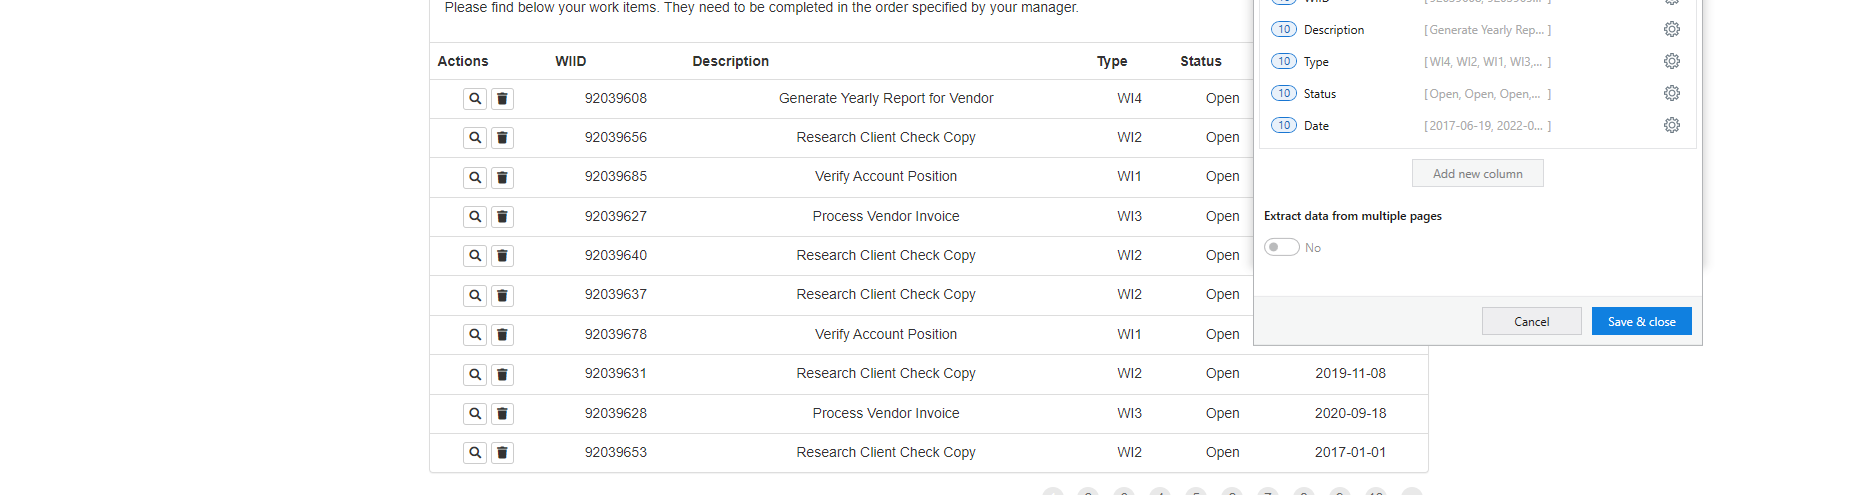 Please find below your work items. They need to be completed in the order specified by your manager.
Actions WIID Description Type Status
92039608 Generate Yearly Report for Vendor WI4 Open
92039656 Research Client Check Copy WI2 Open
92039685 Verify Account Position WI1 Open
92039627 Process Vendor Invoice WI3 Open
92039640 Research Client Check Copy WI2 Open
92039637 Research Client Check Copy WI2 Open
92039678 Verify Account Position WI1 Open
92039631 Research Client Check Copy WI2 Open 2019-11-08
92039628 Process Vendor Invoice WI3 Open 2020-09-18
92039653 Research Client Check Copy WI2 Open 2017-01-01
10 Description [ Generate Yearly Rep... ]
10 Type [ WI4, WI2, WI1, WI3,... ]
10 Status [ Open, Open, Open,... ]
10 Date [ 2017-06-19, 2022-0... ]
Add new column
Extract data from multiple pages
No
Cancel Save & close